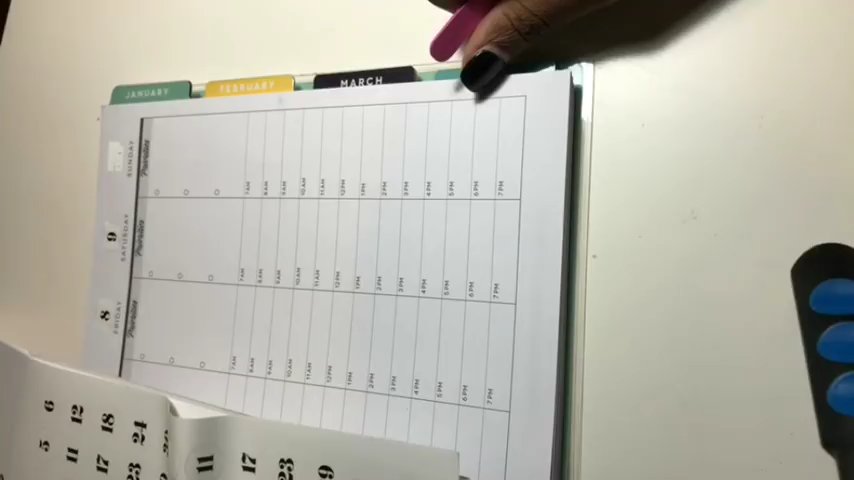 JANUARY
FEBRUARY
MARCH
SUNDAY
Priorities
7AM
8AM
9AM
10AM
11AM
12PM
1PM
2PM
3PM
4PM
5PM
6PM
7PM
9
SATURDAY
Priorities
7AM
8AM
9AM
10AM
11AM
12PM
1PM
2PM
3PM
4PM
5PM
6PM
7PM
8
FRIDAY
Priorities
7AM
8AM
9AM
10AM
11AM
12PM
1PM
2PM
3PM
4PM
5PM
6PM
7PM
6 12 18 24
5 11 17 23
11 17 23 9